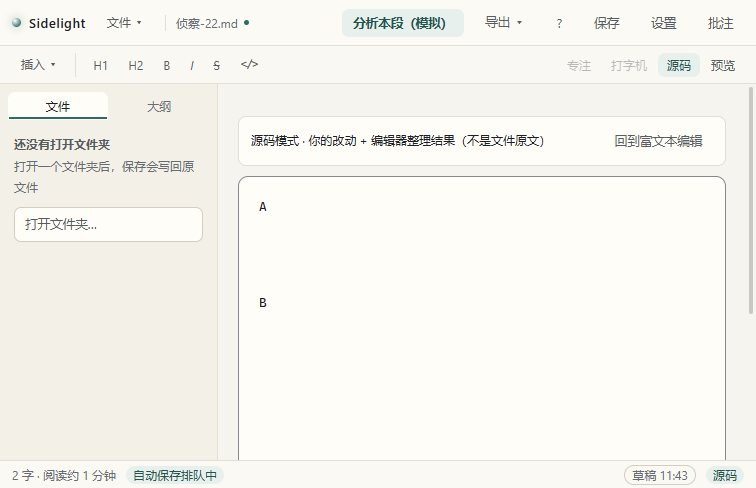 Sidelight 文件 侦察-22.md 分析本段（模拟） 导出 ? 保存 设置 批注
插入 H1 H2 B I S </> 专注 打字机 源码 预览
文件 大纲
还没有打开文件夹
打开一个文件夹后，保存会写回原
文件
打开文件夹...
源码模式 · 你的改动 + 编辑器整理结果（不是文件原文） 回到富文本编辑
A
B
2 字 · 阅读约 1 分钟 自动保存排队中 草稿 11:43 源码